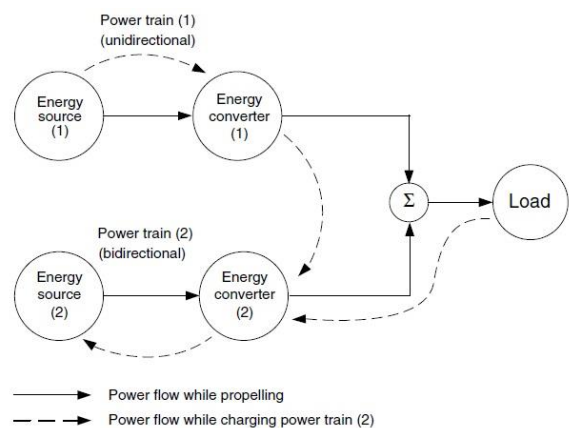 Power train (1)
(unidirectional)
Energy
source
(1)
Energy
converter
(1)
Σ
Load
Power train (2)
(bidirectional)
Energy
source
(2)
Energy
converter
(2)
Power flow while propelling
Power flow while charging power train (2)